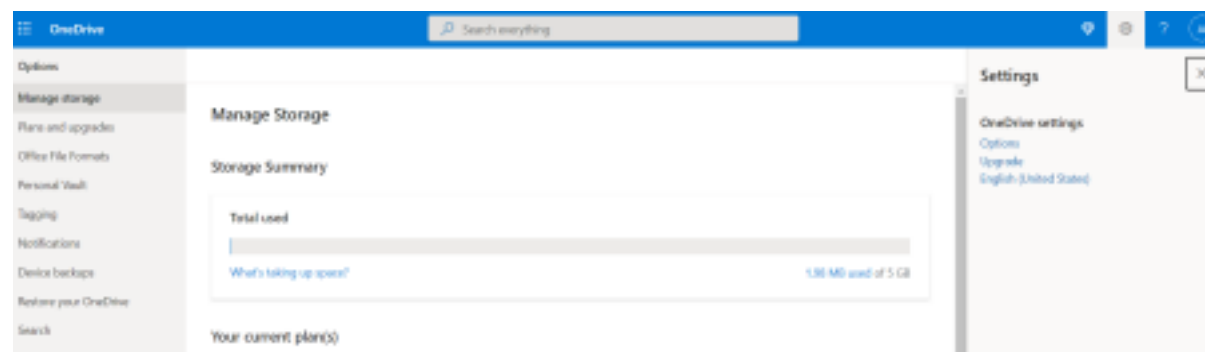 OneDrive
Search everything
Options
Manage storage
Plans and upgrades
Office File Formats
Personal Vault
Tagging
Notifications
Device backups
Restore your OneDrive
Search
Manage Storage
Storage Summary
Total used
What's taking up space?
1.98 MB used of 5 GB
Your current plan(s)
Settings
OneDrive settings
Options
Upgrade
English (United States)